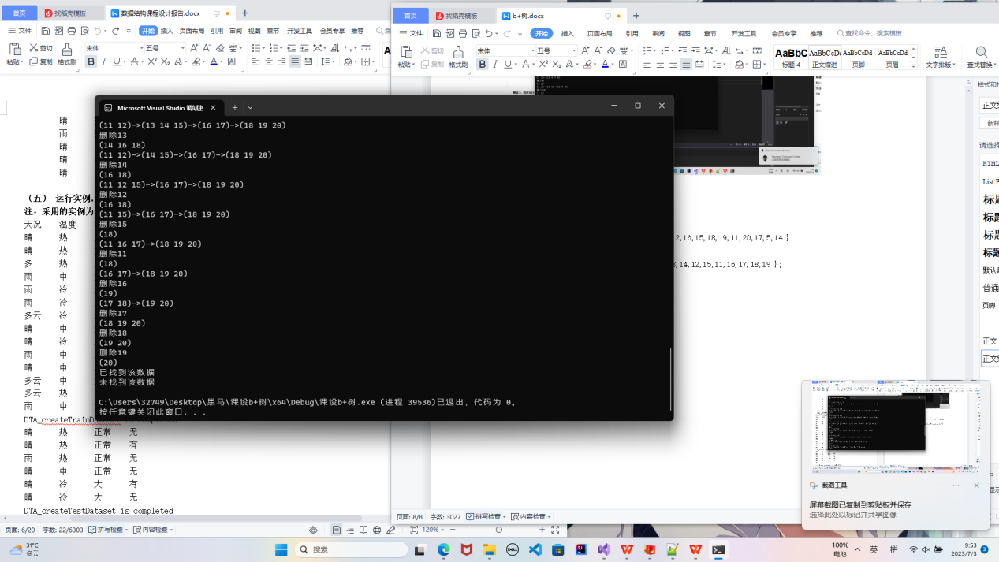 首页
找稻壳模板
数据结构课程设计报告.docx
文件
开始 插入 页面布局 引用 审阅 视图 章节 开发工具 会员专享 推荐
粘贴 剪切 复制 格式刷 宋体 五号
晴
雨
晴
晴
晴
（五） 运行实例:
注: 采用的实例为
天况 温度
晴 热
晴 热
多 热
雨 中
雨 冷
雨 冷
多云 冷
晴 中
晴 冷
雨 中
晴 中
多云 中
多云 热
雨 中
DTA_createTrainDataSet is completed
晴 热 正常 无
晴 热 正常 有
雨 热 正常 无
晴 中 正常 无
晴 冷 大 有
晴 冷 大 无
DTA_createTestDataset is completed
页面: 6/20 字数: 22/6303 拼写检查 内容检查
首页
找稻壳模板
b+树.docx
文件
开始 插入 页面布局 引用 审阅 视图 章节 开发工具 会员专享 推荐 查找命令、搜索模板
粘贴 剪切 复制 格式刷 宋体 五号
AaBbC AaBbCcDc AaBbCcDd AaBbCcDd
标题 4 正文缩进 页脚 页眉 文字排版 查找替换
2,16,15,18,19,11,20,17,5,14 };
,14,12,15,11,16,17,18,19 };
样式和
正文
新样
请选择
HTML
List P
标题
标题
标题
标题
默认
普通
页脚
正文
正文
页面: 8/8 字数: 3027 拼写检查 内容检查 120%
Microsoft Visual Studio 调试
(11 12)->(13 14 15)->(16 17)->(18 19 20)
删除13
(14 16 18)
(11 12)->(14 15)->(16 17)->(18 19 20)
删除14
(16 18)
(11 12 15)->(16 17)->(18 19 20)
删除12
(16 18)
(11 15)->(16 17)->(18 19 20)
删除15
(18)
(11 16 17)->(18 19 20)
删除11
(18)
(16 17)->(18 19 20)
删除16
(19)
(17 18)->(19 20)
删除17
(18 19 20)
删除18
(19 20)
删除19
(20)
已找到该数据
未找到该数据
C:\Users\32749\Desktop\黑马\课设b+树\x64\Debug\课设b+树.exe (进程 39536)已退出，代码为 0。
按任意键关闭此窗口. . .
截图工具
屏幕截图已复制到剪贴板并保存
选择此处以标记并共享图像
31°C
多云
搜索
DELL
100%
电池
英 拼
9:53
2023/7/3
3